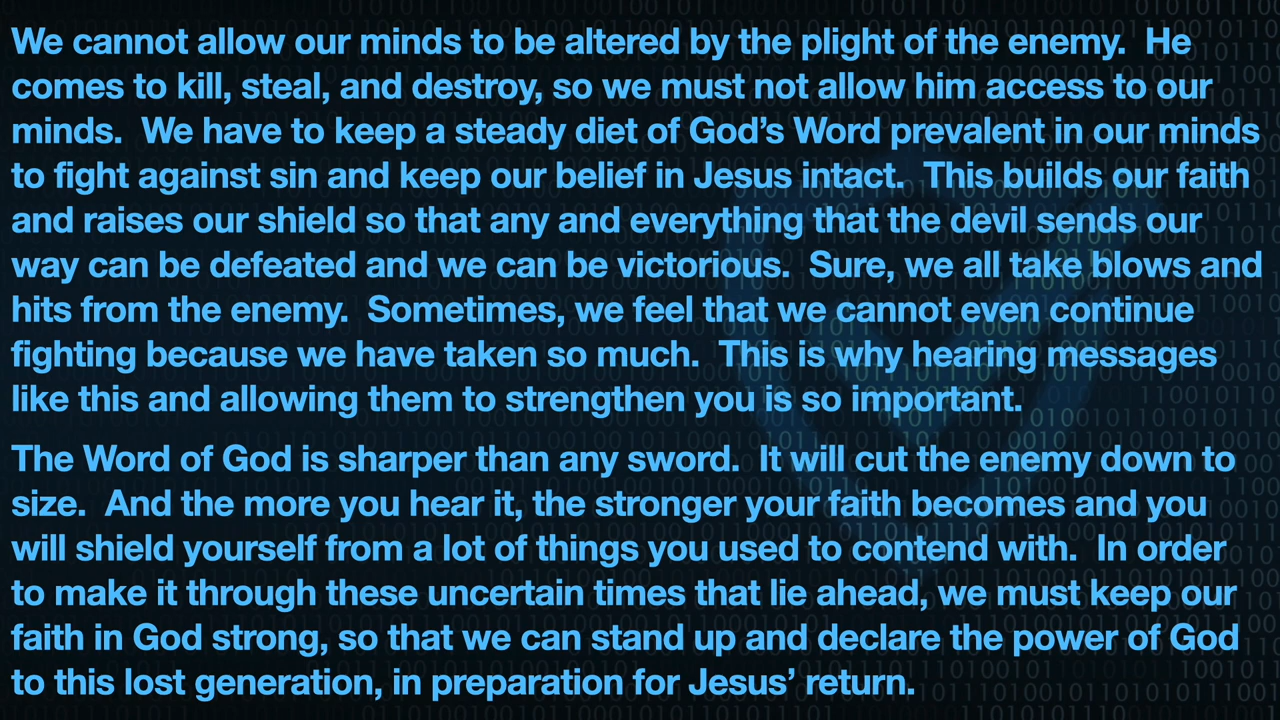 We cannot allow our minds to be altered by the plight of the enemy.  He
comes to kill, steal, and destroy, so we must not allow him access to our
minds.  We have to keep a steady diet of God’s Word prevalent in our minds
to fight against sin and keep our belief in Jesus intact.  This builds our faith
and raises our shield so that any and everything that the devil sends our
way can be defeated and we can be victorious.  Sure, we all take blows and
hits from the enemy.  Sometimes, we feel that we cannot even continue
fighting because we have taken so much.  This is why hearing messages
like this and allowing them to strengthen you is so important.
The Word of God is sharper than any sword.  It will cut the enemy down to
size.  And the more you hear it, the stronger your faith becomes and you
will shield yourself from a lot of things you used to contend with.  In order
to make it through these uncertain times that lie ahead, we must keep our
faith in God strong, so that we can stand up and declare the power of God
to this lost generation, in preparation for Jesus’ return.